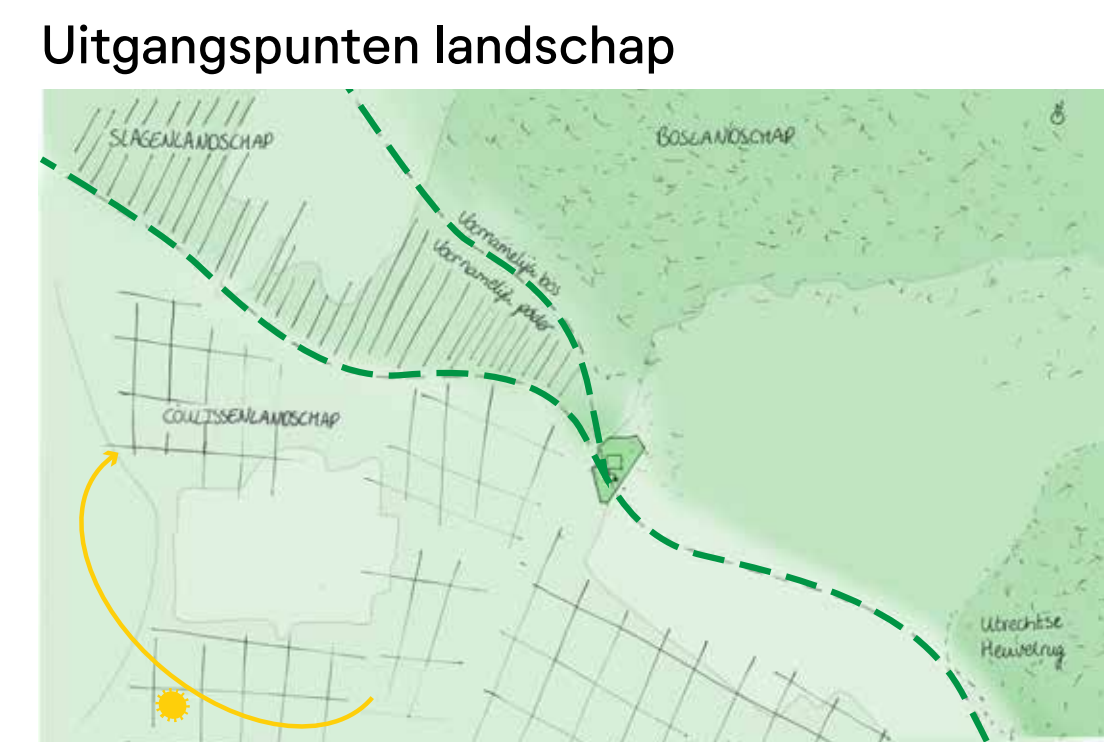 Uitgangspunten landschap
SLAGENLANDSCHAP
BOSLANDSCHAP
Voornamelijk bos
Voornamelijk polder
COULISSENLANDSCHAP
Utrechtse
Heuvelrug